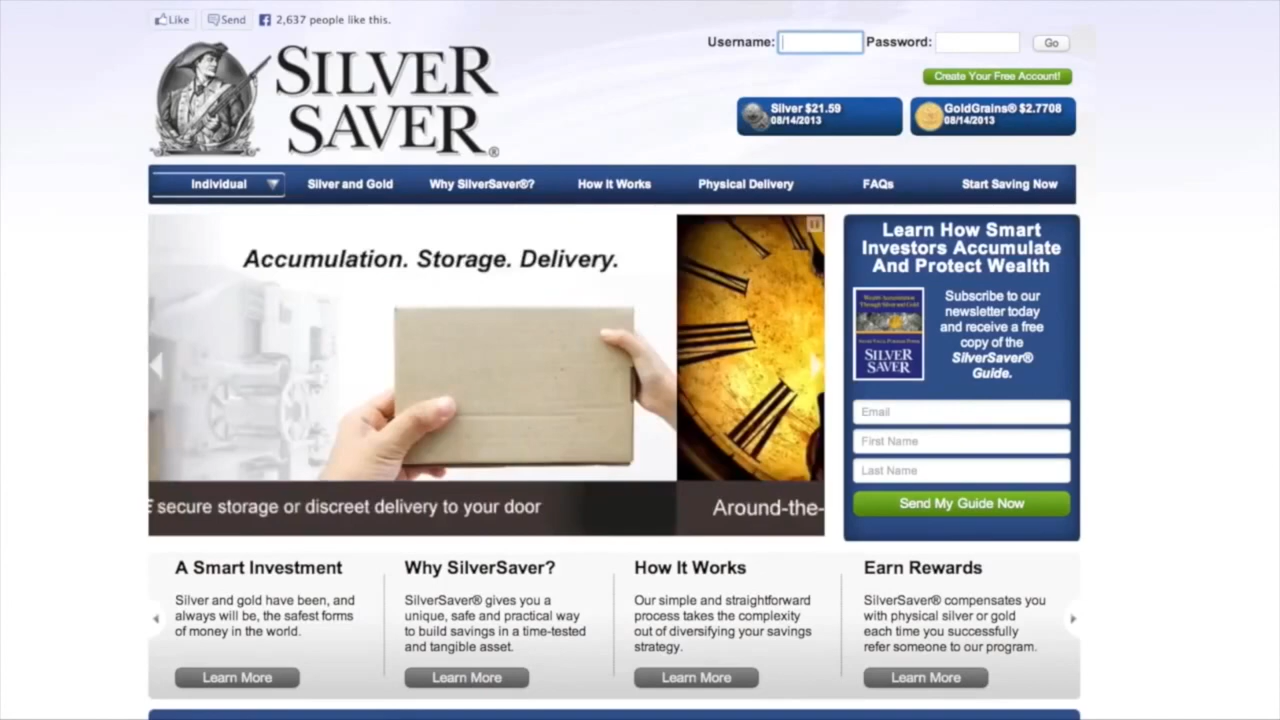 Like Send 2,637 people like this.
Username: Password: Go
Create Your Free Account!
SILVER
SAVER®
Silver $21.59
08/14/2013
GoldGrains® $2.7708
08/14/2013
Individual Silver and Gold Why SilverSaver®? How It Works Physical Delivery FAQs Start Saving Now
Accumulation. Storage. Delivery.
secure storage or discreet delivery to your door
Around-the-
Learn How Smart
Investors Accumulate
And Protect Wealth
Wealth Accumulation
Through Silver and Gold
SILVER
SAVER
Subscribe to our
newsletter today
and receive a free
copy of the
SilverSaver®
Guide.
Email
First Name
Last Name
Send My Guide Now
A Smart Investment
Silver and gold have been, and
always will be, the safest forms
of money in the world.
Learn More
Why SilverSaver?
SilverSaver® gives you a
unique, safe and practical way
to build savings in a time-tested
and tangible asset.
Learn More
How It Works
Our simple and straightforward
process takes the complexity
out of diversifying your savings
strategy.
Learn More
Earn Rewards
SilverSaver® compensates you
with physical silver or gold
each time you successfully
refer someone to our program.
Learn More